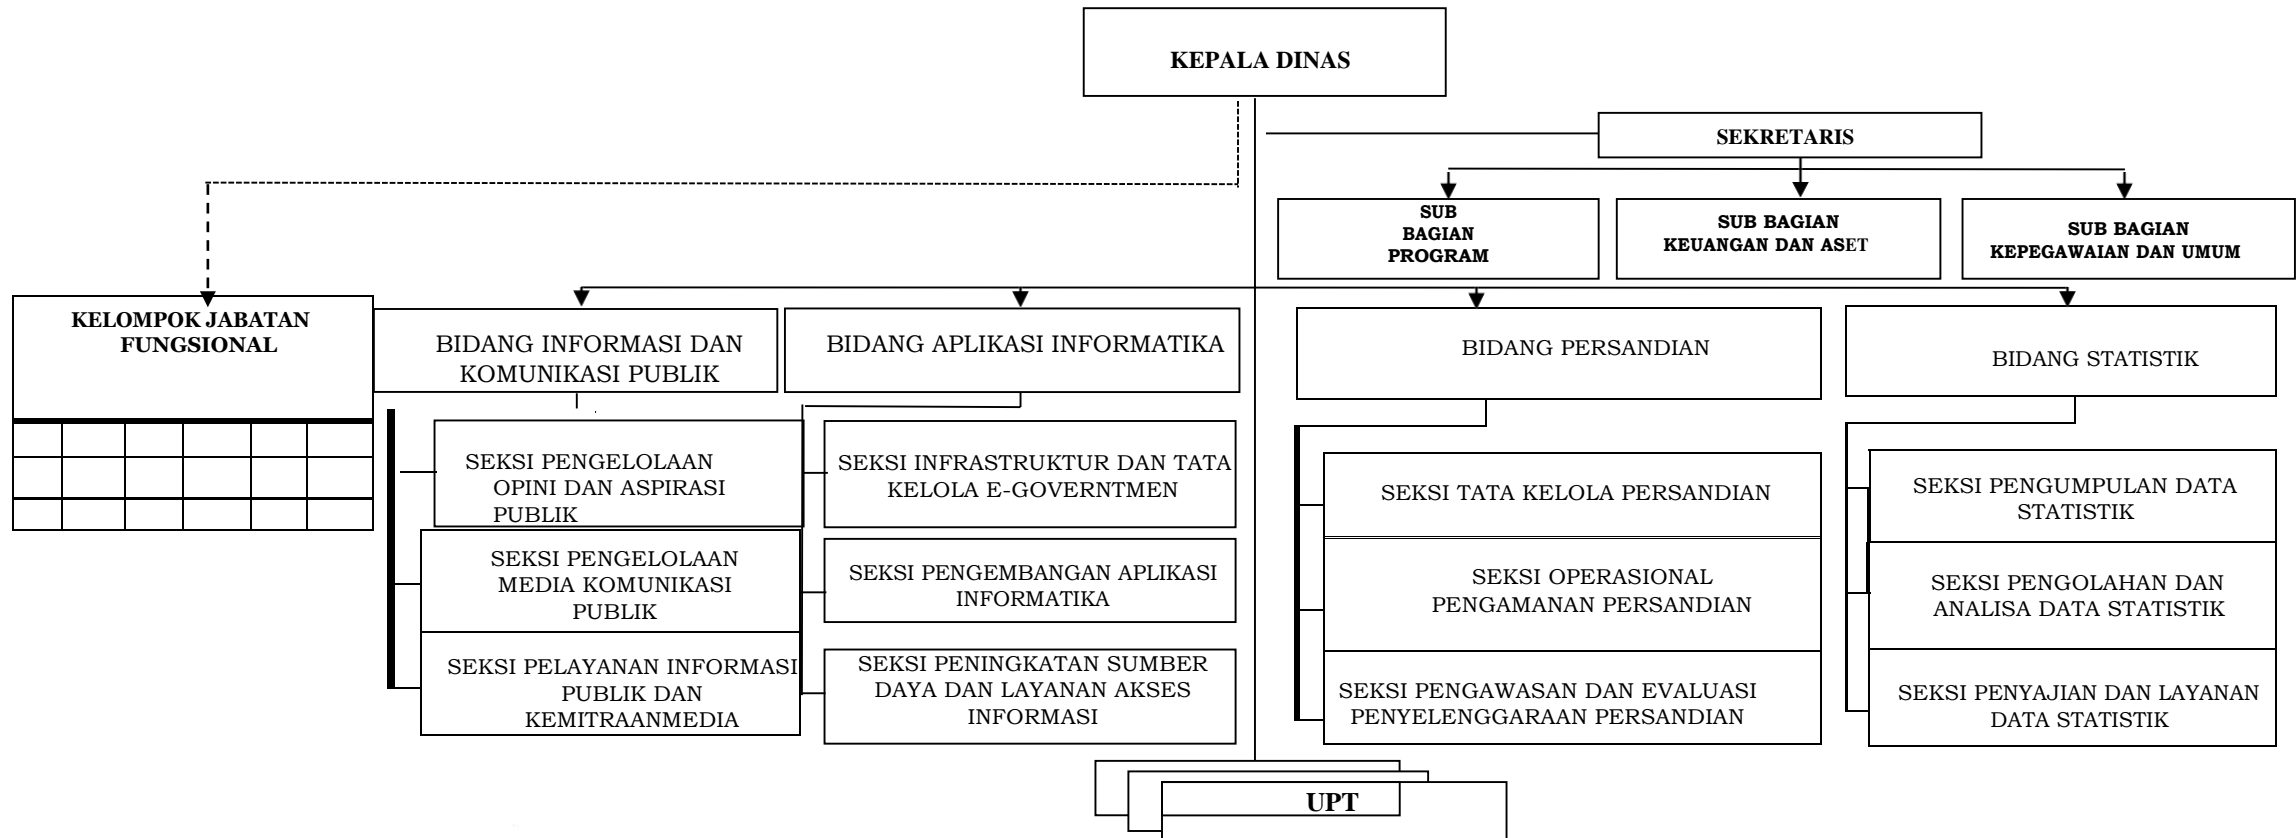 KEPALA DINAS
SEKRETARIS
SUB
BAGIAN
PROGRAM
SUB BAGIAN
KEUANGAN DAN ASET
SUB BAGIAN
KEPEGAWAIAN DAN UMUM
KELOMPOK JABATAN
FUNGSIONAL
BIDANG INFORMASI DAN
KOMUNIKASI PUBLIK
BIDANG APLIKASI INFORMATIKA
BIDANG PERSANDIAN
BIDANG STATISTIK
SEKSI PENGELOLAAN
OPINI DAN ASPIRASI
PUBLIK
SEKSI PENGELOLAAN
MEDIA KOMUNIKASI
PUBLIK
SEKSI PELAYANAN INFORMASI
PUBLIK DAN
KEMITRAANMEDIA
SEKSI INFRASTRUKTUR DAN TATA
KELOLA E-GOVERNTMEN
SEKSI PENGEMBANGAN APLIKASI
INFORMATIKA
SEKSI PENINGKATAN SUMBER
DAYA DAN LAYANAN AKSES
INFORMASI
SEKSI TATA KELOLA PERSANDIAN
SEKSI OPERASIONAL
PENGAMANAN PERSANDIAN
SEKSI PENGAWASAN DAN EVALUASI
PENYELENGGARAAN PERSANDIAN
SEKSI PENGUMPULAN DATA
STATISTIK
SEKSI PENGOLAHAN DAN
ANALISA DATA STATISTIK
SEKSI PENYAJIAN DAN LAYANAN
DATA STATISTIK
UPT